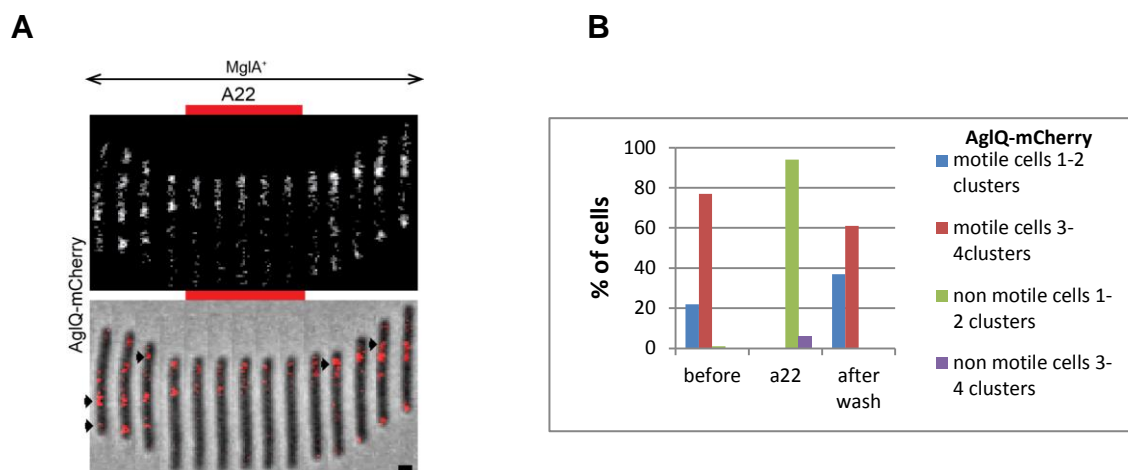 A
MglA⁺
A22
AglQ-mCherry
B
AglQ-mCherry
% of cells
100
80
60
40
20
0
before
a22
after
wash
motile cells 1-2
clusters
motile cells 3-
4clusters
non motile cells 1-
2 clusters
non motile cells 3-
4 clusters